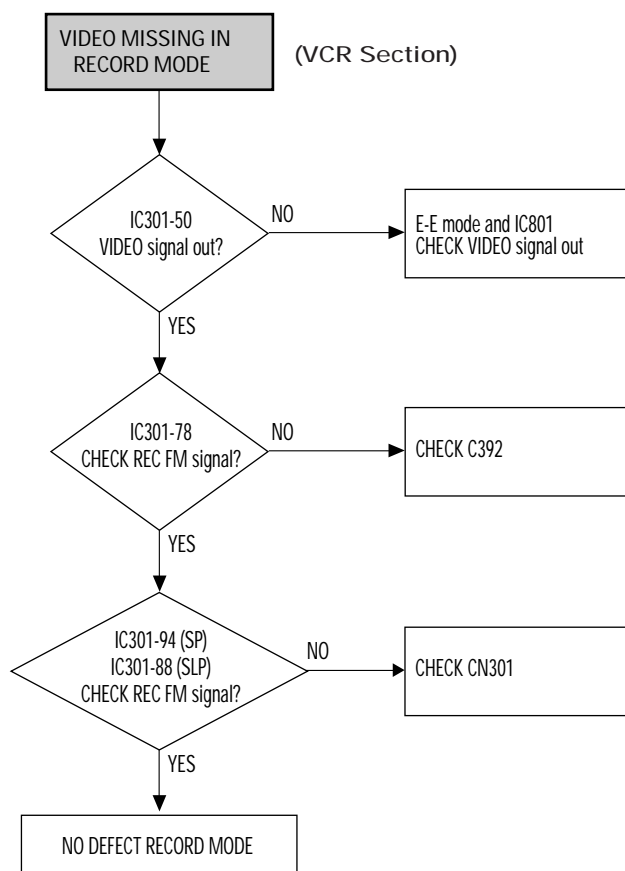 VIDEO MISSING IN
RECORD MODE
(VCR Section)
IC301-50
VIDEO signal out?
NO
E-E mode and IC801
CHECK VIDEO signal out
YES
IC301-78
CHECK REC FM signal?
NO
CHECK C392
YES
IC301-94 (SP)
IC301-88 (SLP)
CHECK REC FM signal?
NO
CHECK CN301
YES
NO DEFECT RECORD MODE